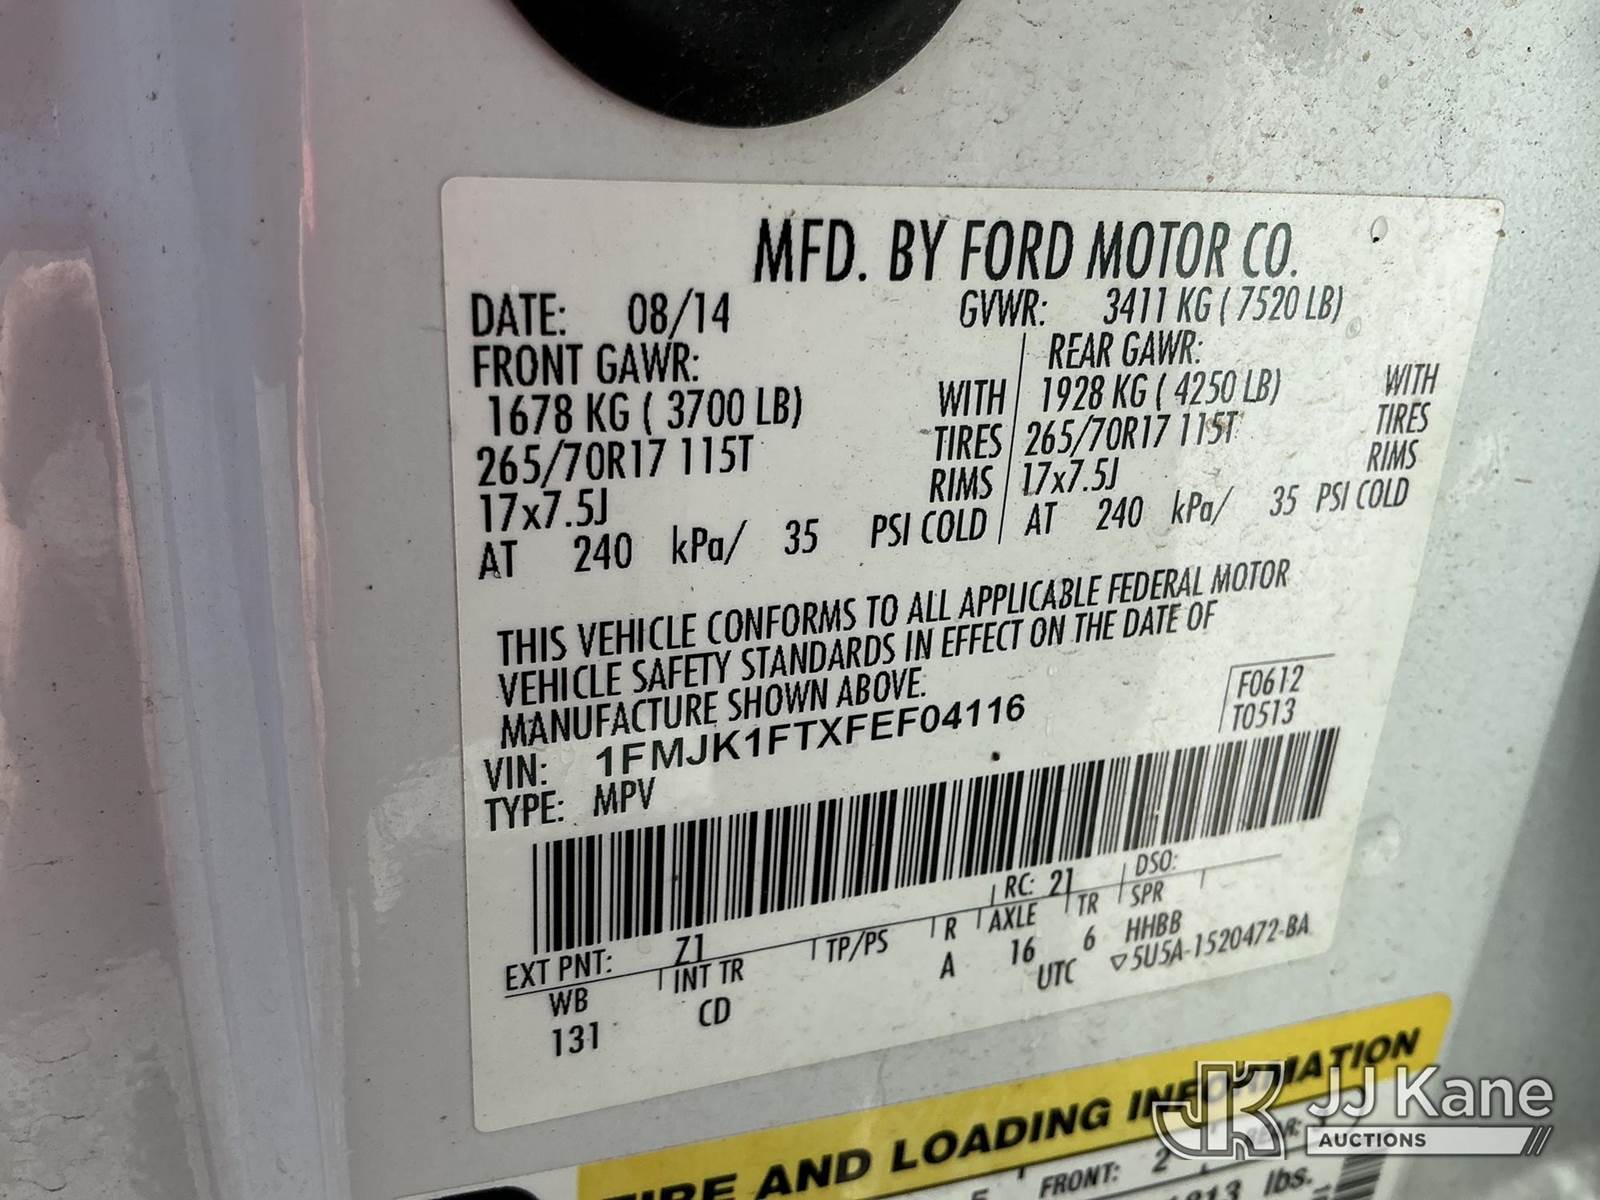 MFD. BY FORD MOTOR CO.
DATE: 08/14 GVWR: 3411 KG ( 7520 LB)
FRONT GAWR: REAR GAWR:
1678 KG ( 3700 LB) WITH 1928 KG ( 4250 LB) WITH
265/70R17 115T TIRES 265/70R17 115T TIRES
17x7.5J RIMS 17x7.5J RIMS
AT 240 kPa/ 35 PSI COLD AT 240 kPa/ 35 PSI COLD
THIS VEHICLE CONFORMS TO ALL APPLICABLE FEDERAL MOTOR
VEHICLE SAFETY STANDARDS IN EFFECT ON THE DATE OF
MANUFACTURE SHOWN ABOVE.
F0612
T0513
VIN: 1FMJK1FTXFEF04116
TYPE: MPV
EXT PNT: Z1 RC: 21 DSO:
WB INT TR TP/PS R AXLE TR SPR
131 CD A 16 6 HHBB
UTC ▽5U5A-1520472-BA
TIRE AND LOADING INFORMATION
FRONT: 2 REAR:
lbs.
JJ Kane
AUCTIONS